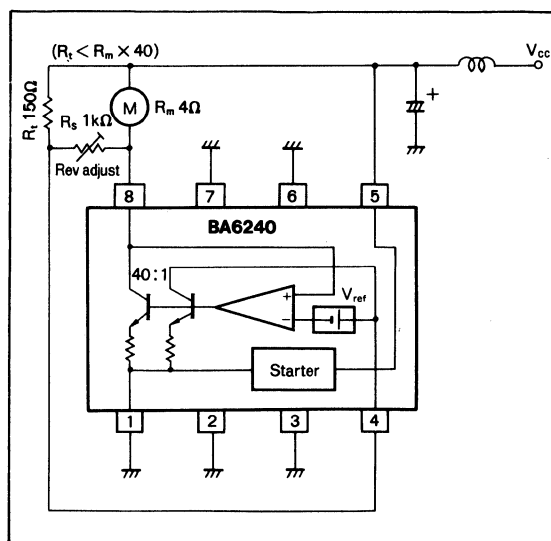 (Rt < Rm × 40)
Vcc
+
Rt 150Ω
M
Rm 4Ω
Rs 1kΩ
Rev adjust
8
7
6
5
BA6240
40:1
+
−
Vref
Starter
1
2
3
4